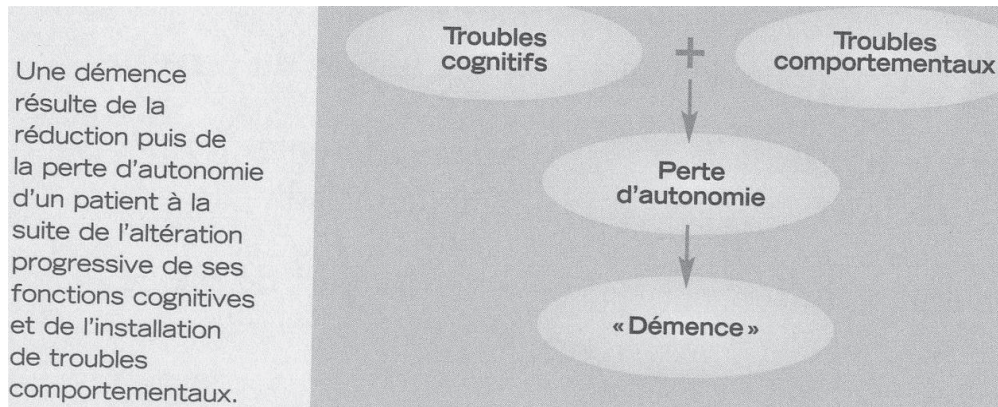 Une démence
résulte de la
réduction puis de
la perte d'autonomie
d'un patient à la
suite de l'altération
progressive de ses
fonctions cognitives
et de l'installation
de troubles
comportementaux.
Troubles
cognitifs
+
Troubles
comportementaux
Perte
d'autonomie
«Démence»